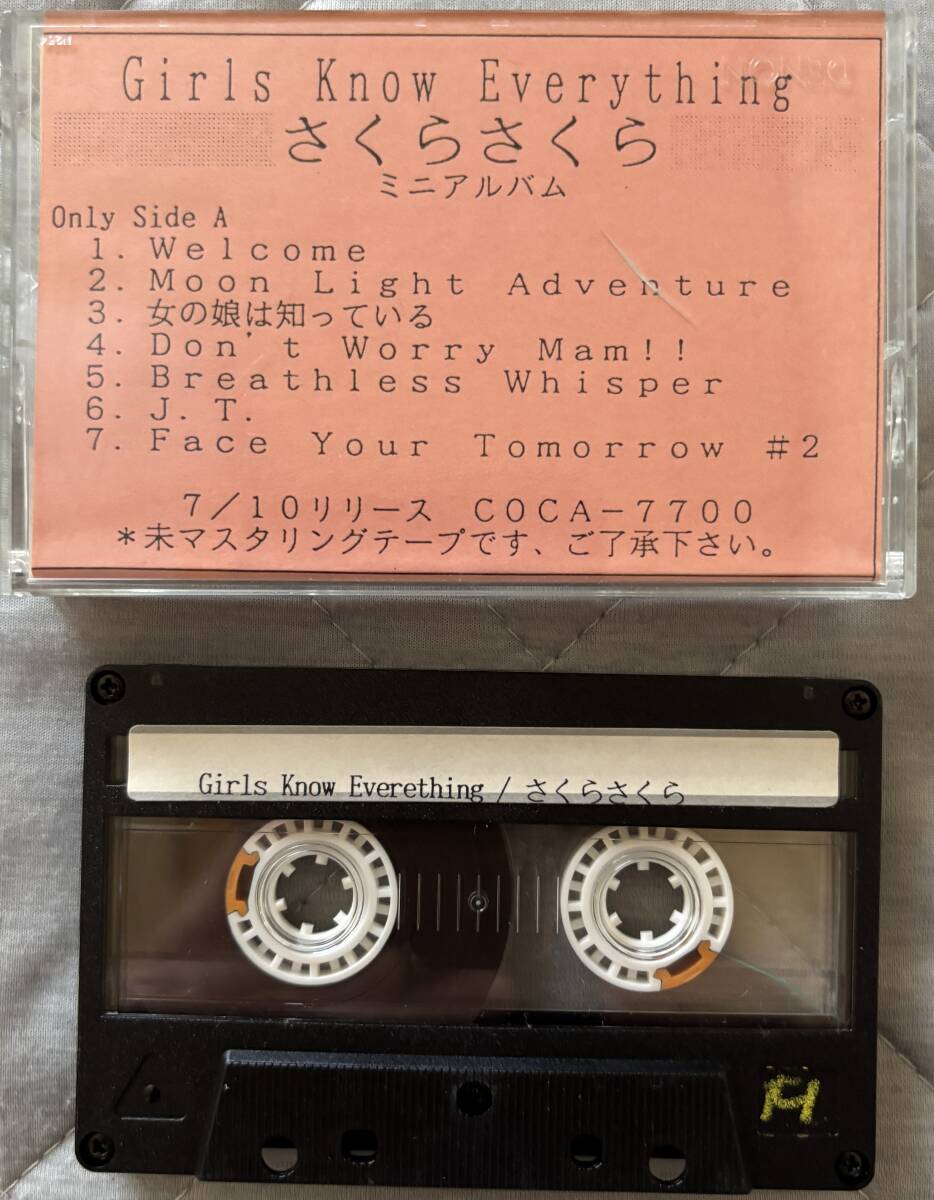 Girls Know Everything
さくらさくら
ミニアルバム
Only Side A
1. Welcome
2. Moon Light Adventure
3. 女の娘は知っている
4. Don't Worry Mam!!
5. Breathless Whisper
6. J. T.
7. Face Your Tomorrow #2
7/10リリース COCA-7700
*未マスタリングテープです、ご了承下さい。
Girls Know Everething / さくらさくら
A